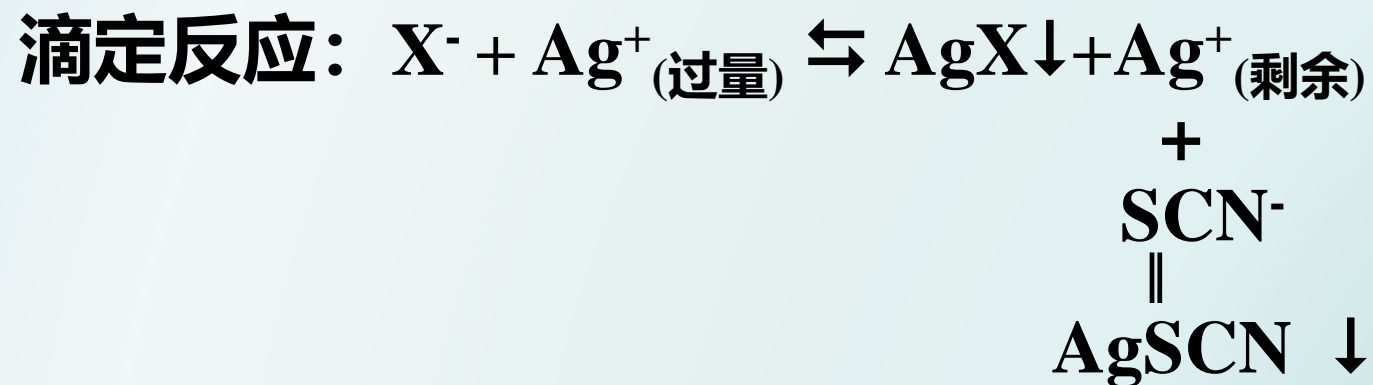 滴定反应：X⁻ + Ag⁺(过量) ⇆ AgX↓+Ag⁺(剩余)
+
SCN⁻
‖
AgSCN ↓